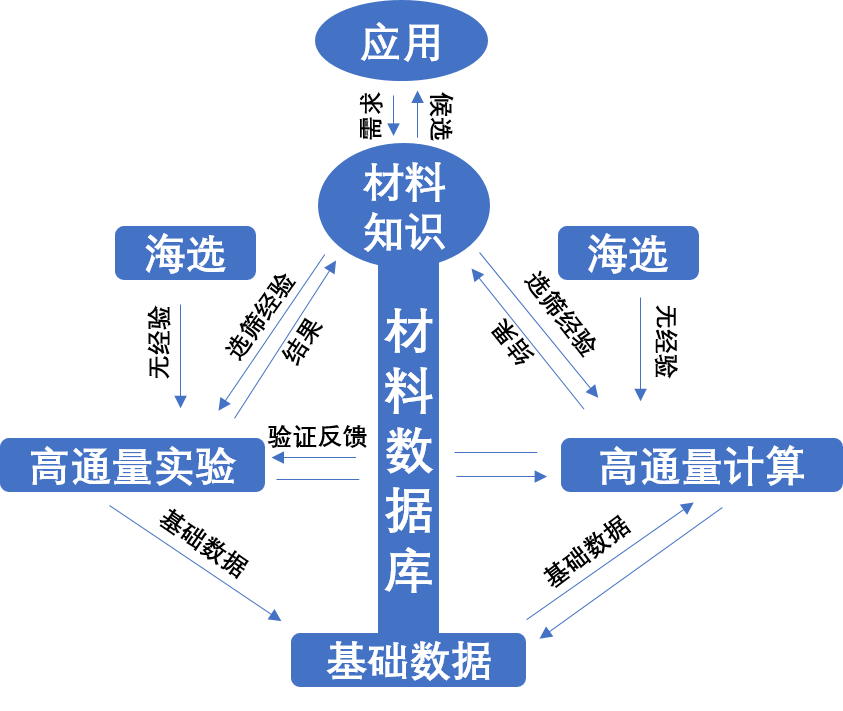 应用
需求
候选
材料
知识
海选
海选
无经验
选筛经验
结果
选筛经验
结果
无经验
材料数据库
高通量实验
验证反馈
高通量计算
基础数据
基础数据
基础数据